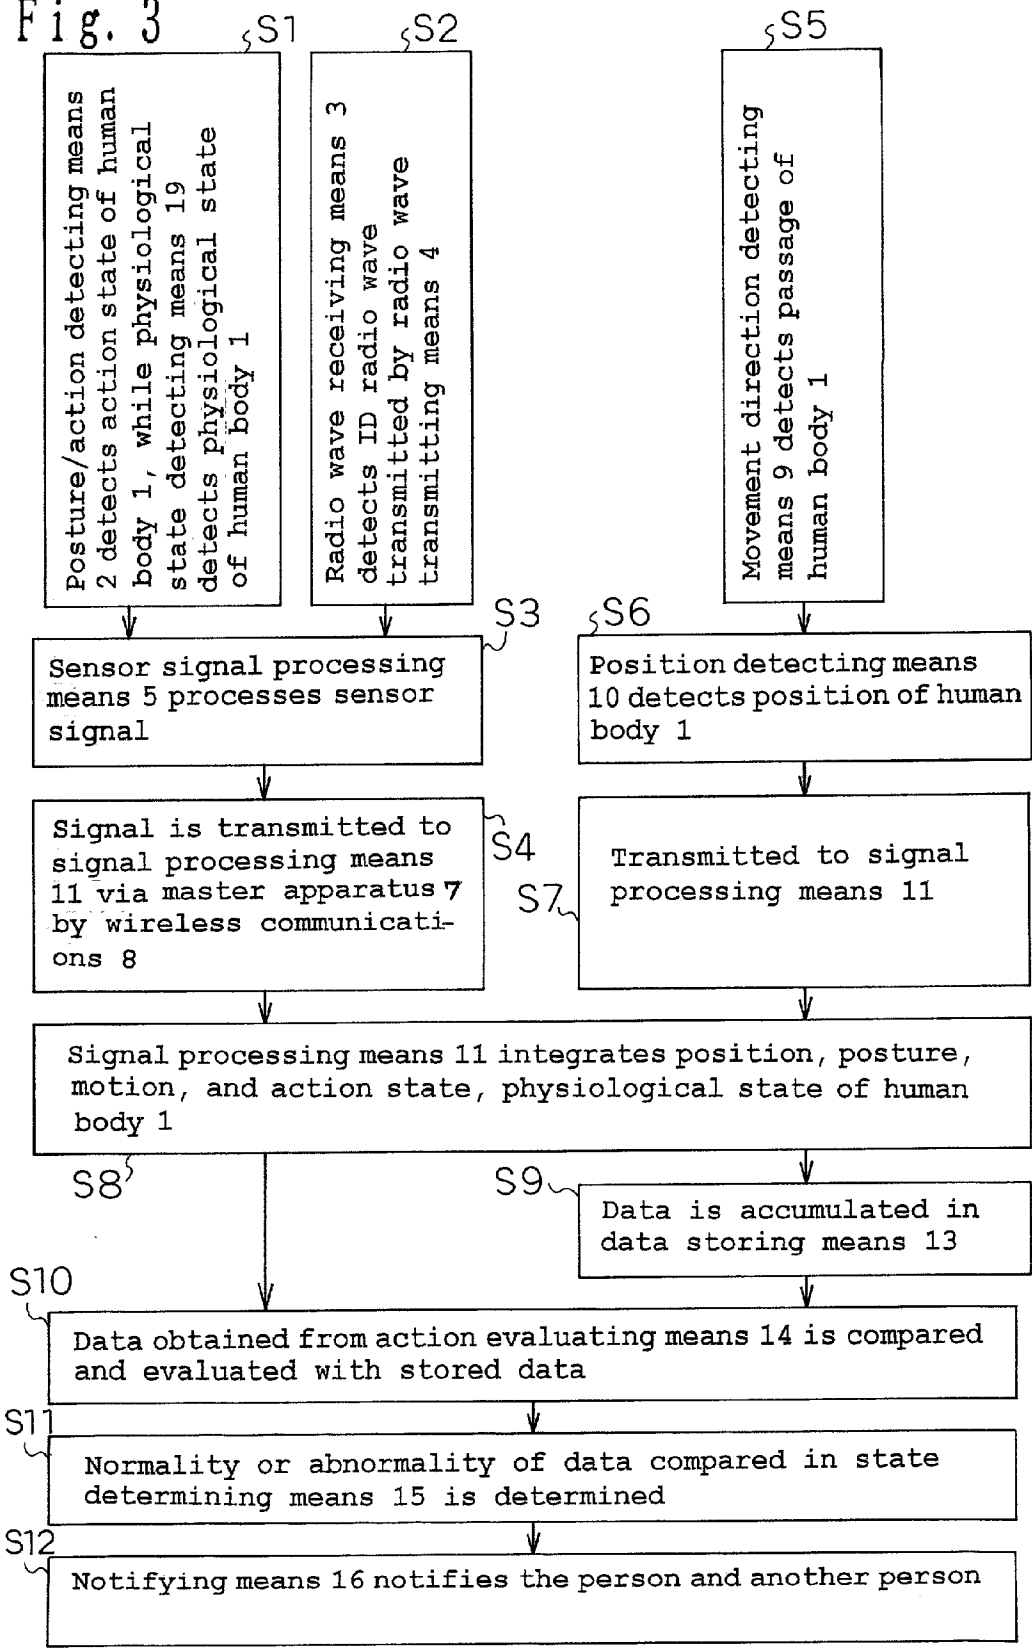 Fig. 3
S1
S2
S5
Posture/action detecting means
2 detects action state of human
body 1, while physiological
state detecting means 19
detects physiological state
of human body 1
Radio wave receiving means 3
detects ID radio wave
transmitted by radio wave
transmitting means 4
Movement direction detecting
means 9 detects passage of
human body 1
S3
S6
Sensor signal processing
means 5 processes sensor
signal
Position detecting means
10 detects position of human
body 1
Signal is transmitted to
signal processing means
11 via master apparatus 7
by wireless communicati-
ons 8
S4
S7
Transmitted to signal
processing means 11
Signal processing means 11 integrates position, posture,
motion, and action state, physiological state of human
body 1
S8
S9
Data is accumulated in
data storing means 13
S10
Data obtained from action evaluating means 14 is compared
and evaluated with stored data
S11
Normality or abnormality of data compared in state
determining means 15 is determined
S12
Notifying means 16 notifies the person and another person